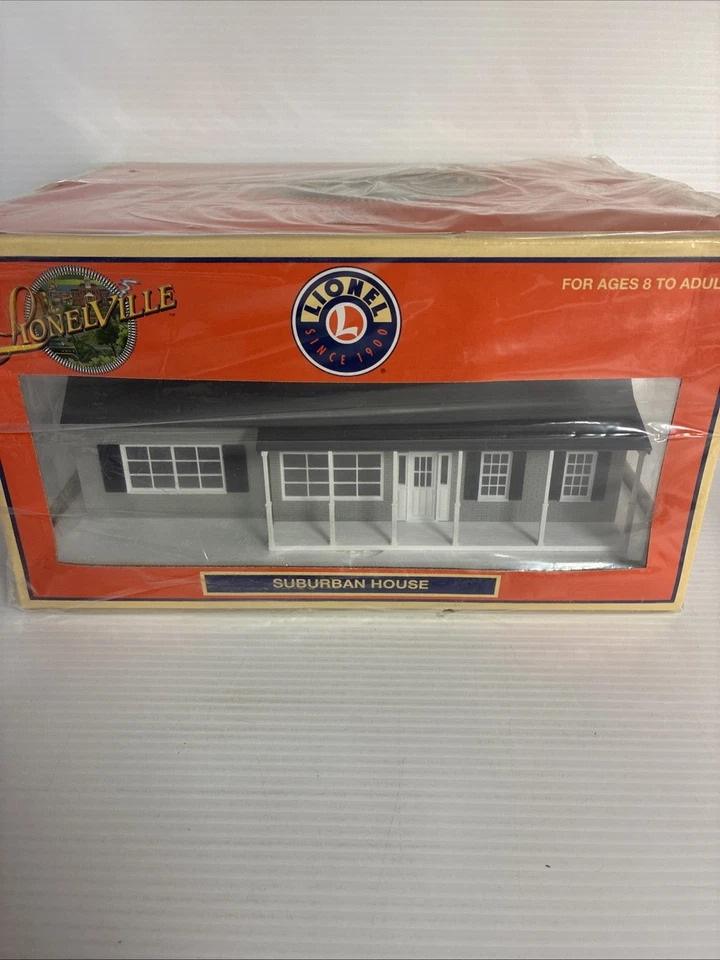 LIONELVILLE
LIONEL
L
SINCE 1900
FOR AGES 8 TO ADUL
SUBURBAN HOUSE